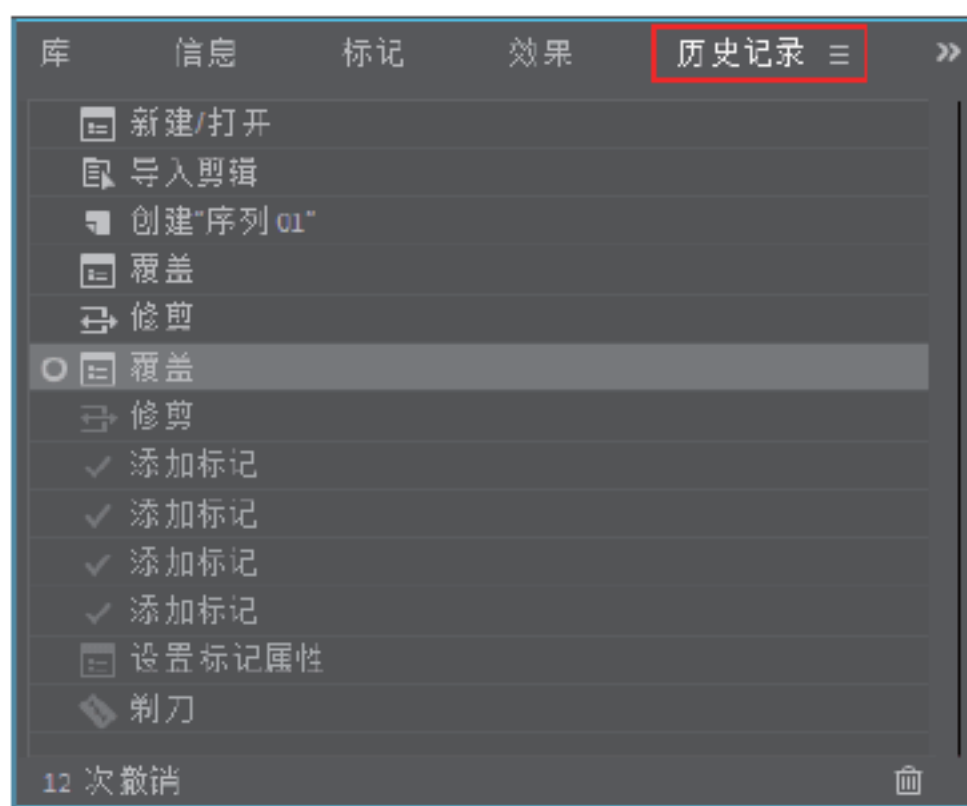 库 信息 标记 效果 历史记录
新建/打开
导入剪辑
创建"序列 01"
覆盖
修剪
覆盖
修剪
添加标记
添加标记
添加标记
添加标记
设置标记属性
剃刀
12 次撤销